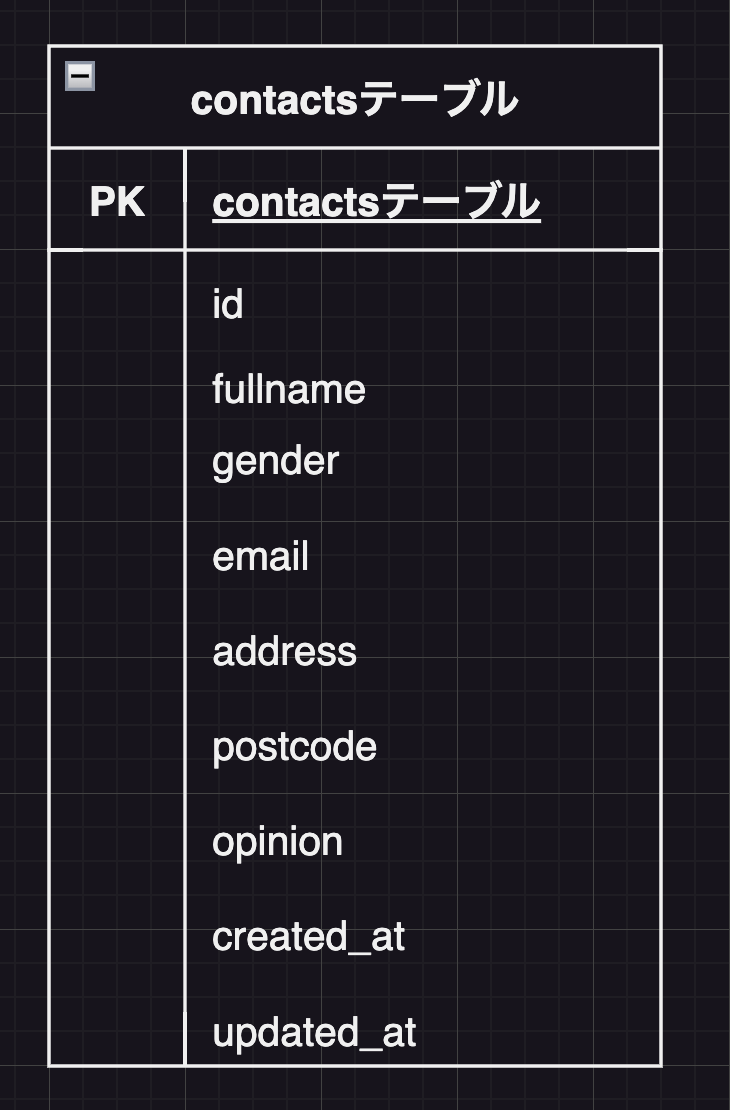 contactsテーブル
PK contactsテーブル
id
fullname
gender
email
address
postcode
opinion
created_at
updated_at